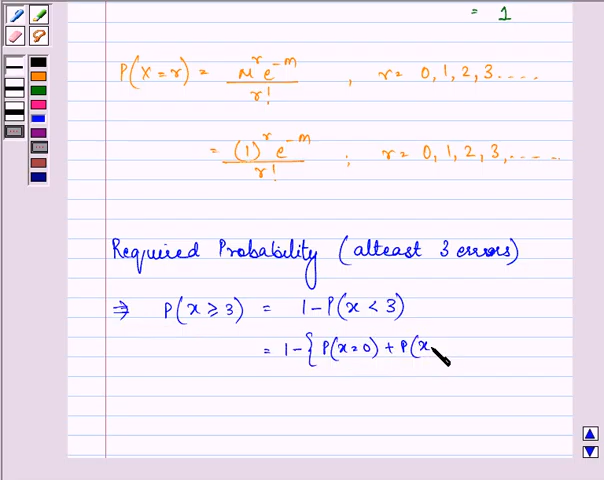 = 1
P(X=r) = m^r e^-m / r! , r = 0, 1, 2, 3 .....
= (1)^r e^-m / r! ; r = 0, 1, 2, 3, .....
Required Probability (alteast 3 errors)
⇒ P(x ≥ 3) = 1 - P(x < 3)
= 1 - { P(x=0) + P(x